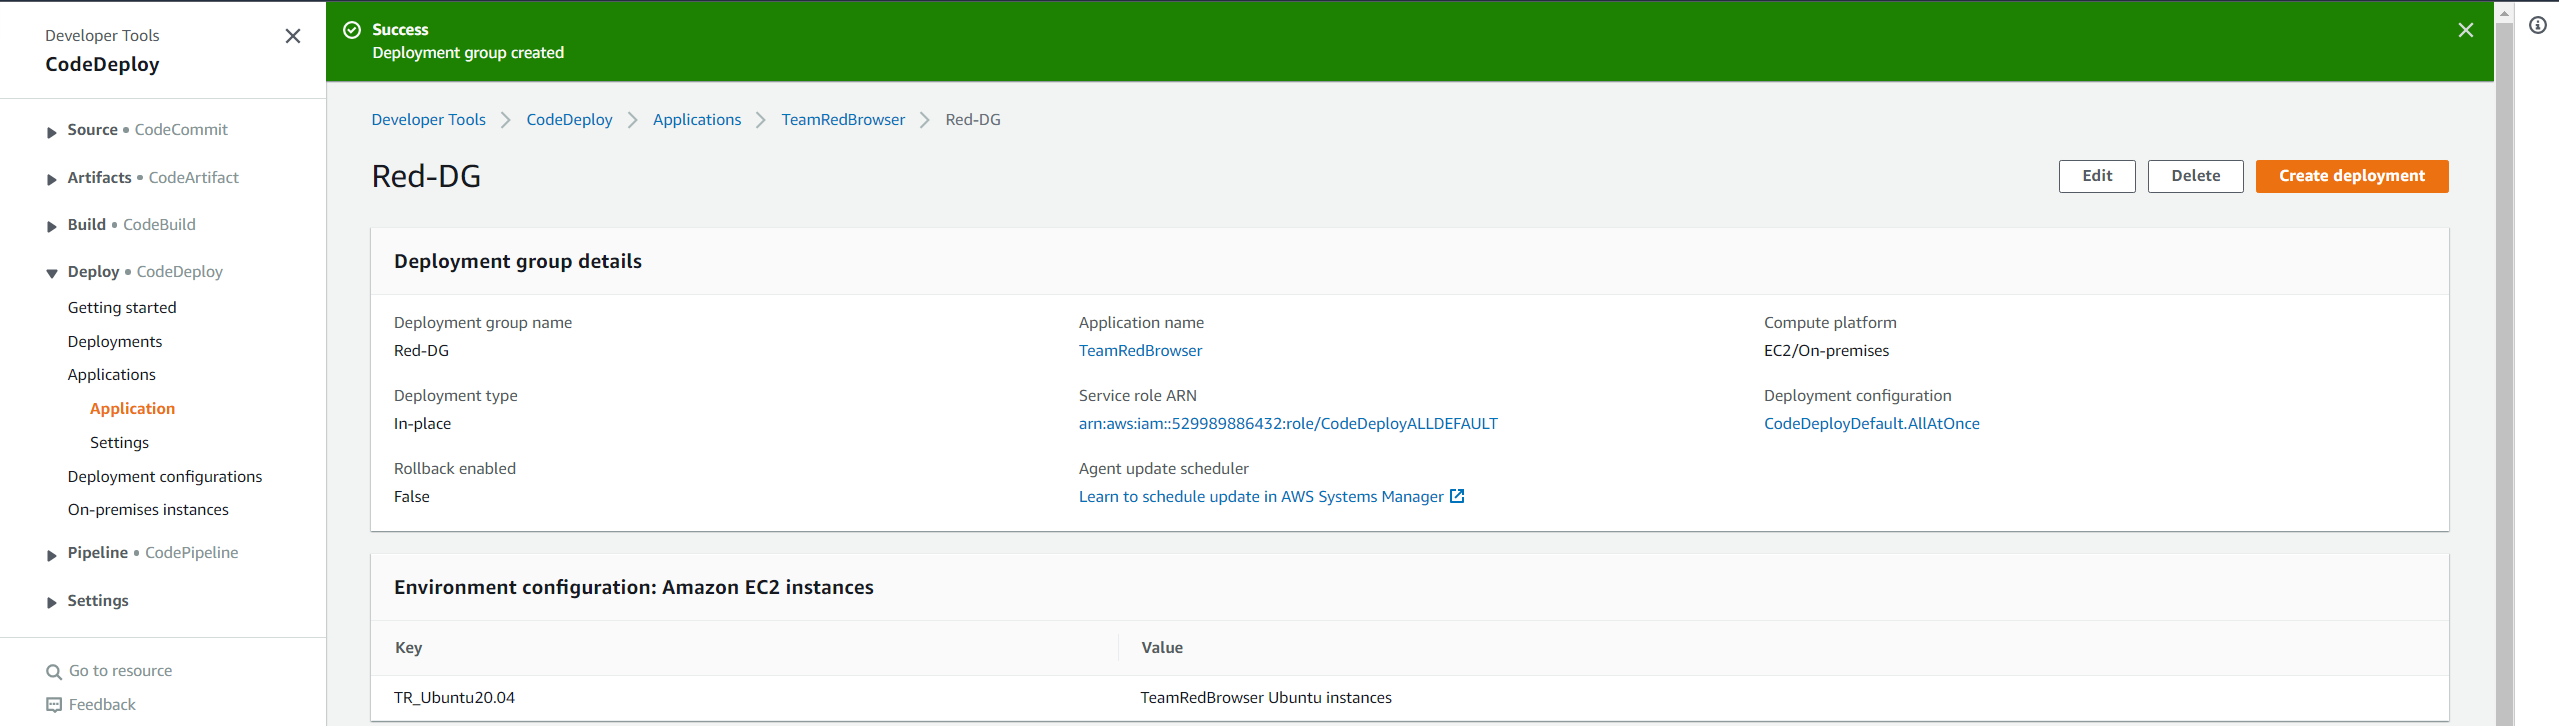 Developer Tools
CodeDeploy
Source • CodeCommit
Artifacts • CodeArtifact
Build • CodeBuild
Deploy • CodeDeploy
Getting started
Deployments
Applications
Application
Settings
Deployment configurations
On-premises instances
Pipeline • CodePipeline
Settings
Go to resource
Feedback
Success
Deployment group created
Developer Tools > CodeDeploy > Applications > TeamRedBrowser > Red-DG
Red-DG
Edit
Delete
Create deployment
Deployment group details
Deployment group name
Red-DG
Application name
TeamRedBrowser
Compute platform
EC2/On-premises
Deployment type
In-place
Service role ARN
arn:aws:iam::529989886432:role/CodeDeployALLDEFAULT
Deployment configuration
CodeDeployDefault.AllAtOnce
Rollback enabled
False
Agent update scheduler
Learn to schedule update in AWS Systems Manager
Environment configuration: Amazon EC2 instances
Key
Value
TR_Ubuntu20.04
TeamRedBrowser Ubuntu instances